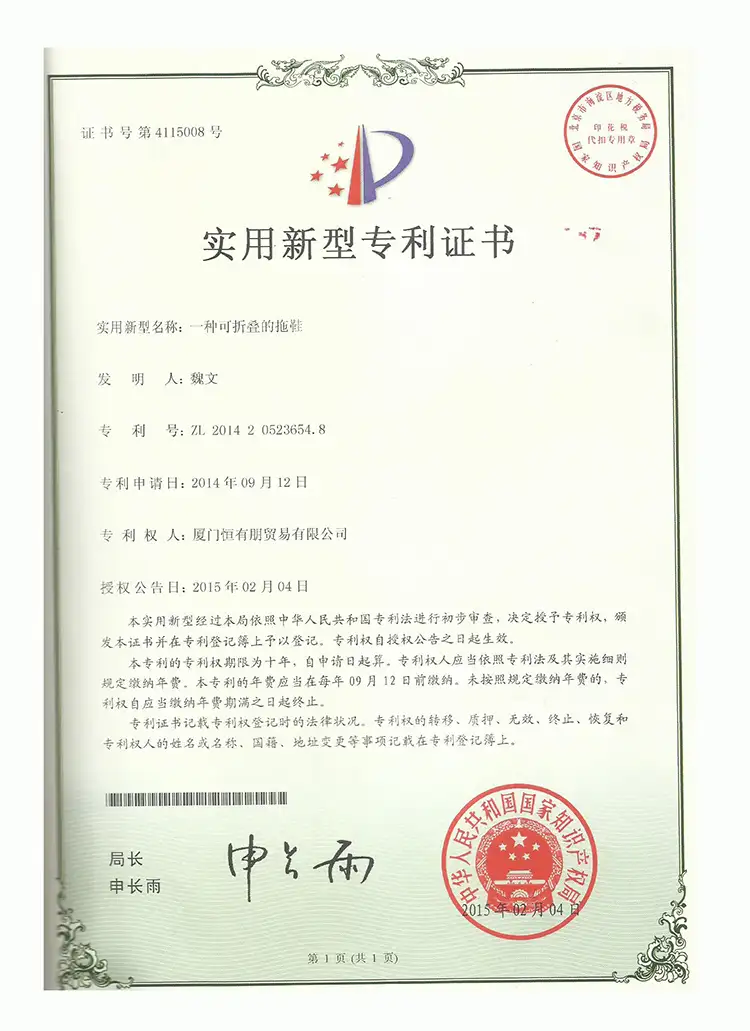 证书号第4115008号
北京市海淀区地方税务局
印花税
代扣专用章
国家知识产权局
实用新型专利证书
实用新型名称：一种可折叠的拖鞋
发明人：魏文
专利号：ZL 2014 2 0523654.8
专利申请日：2014年09月12日
专利权人：厦门恒有朋贸易有限公司
授权公告日：2015年02月04日
本实用新型经过本局依照中华人民共和国专利法进行初步审查，决定授予专利权，颁
发本证书并在专利登记簿上予以登记。专利权自授权公告之日起生效。
本专利的专利权期限为十年，自申请日起算。专利权人应当依照专利法及其实施细则
规定缴纳年费。本专利的年费应当在每年09月12日前缴纳。未按照规定缴纳年费的，专
利权自应当缴纳年费期满之日起终止。
专利证书记载专利权登记时的法律状况。专利权的转移、质押、无效、终止、恢复和
专利权人的姓名或名称、国籍、地址变更等事项记载在专利登记簿上。
局长
申长雨
申长雨
中华人民共和国国家知识产权局
2015年02月04日
第1页(共1页)